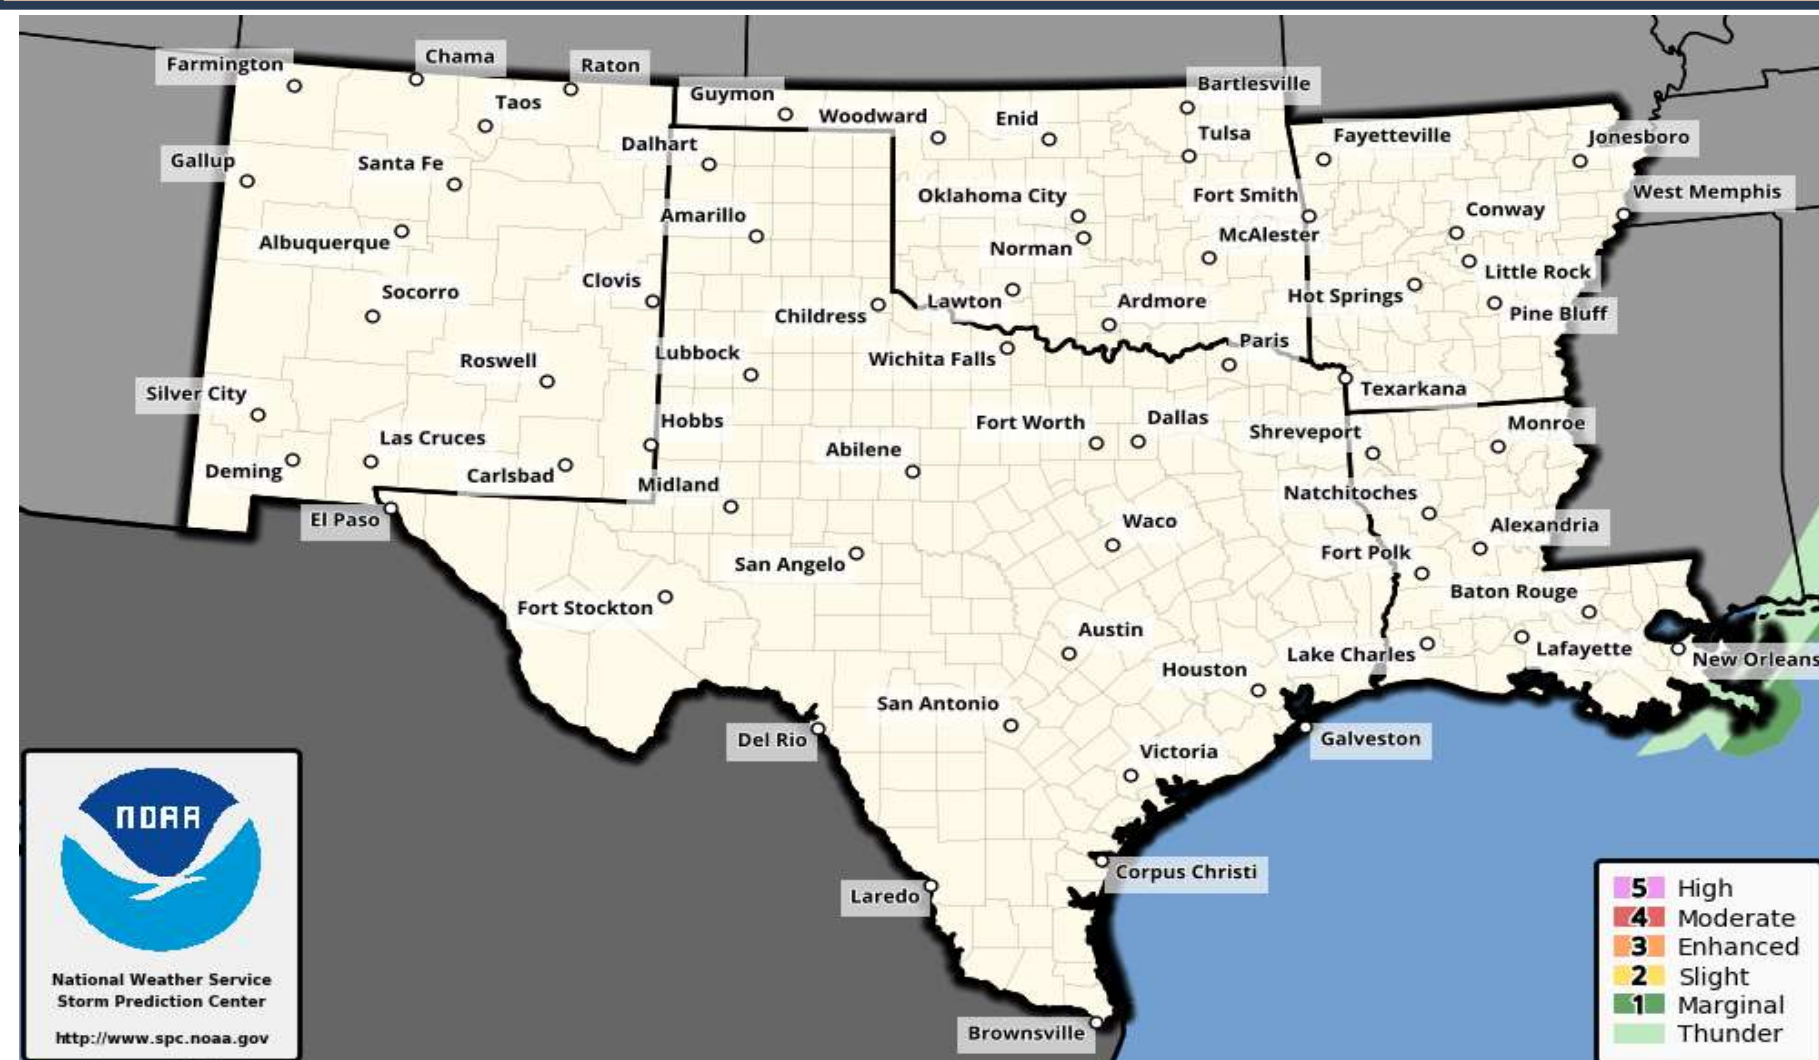 Farmington
Chama
Raton
Taos
Guymon
Woodward
Enid
Bartlesville
Tulsa
Fayetteville
Jonesboro
Gallup
Santa Fe
Dalhart
Oklahoma City
Fort Smith
Conway
West Memphis
Albuquerque
Amarillo
Norman
McAlester
Little Rock
Socorro
Clovis
Childress
Lawton
Ardmore
Hot Springs
Pine Bluff
Roswell
Lubbock
Wichita Falls
Paris
Texarkana
Silver City
Las Cruces
Hobbs
Abilene
Fort Worth
Dallas
Shreveport
Monroe
Deming
Carlsbad
Midland
Natchitoches
El Paso
San Angelo
Waco
Alexandria
Fort Polk
Fort Stockton
Austin
Baton Rouge
Houston
Lake Charles
Lafayette
New Orleans
San Antonio
Del Rio
Victoria
Galveston
Corpus Christi
Laredo
Brownsville
NOAA
National Weather Service
Storm Prediction Center
http://www.spc.noaa.gov
5 High
4 Moderate
3 Enhanced
2 Slight
1 Marginal
Thunder